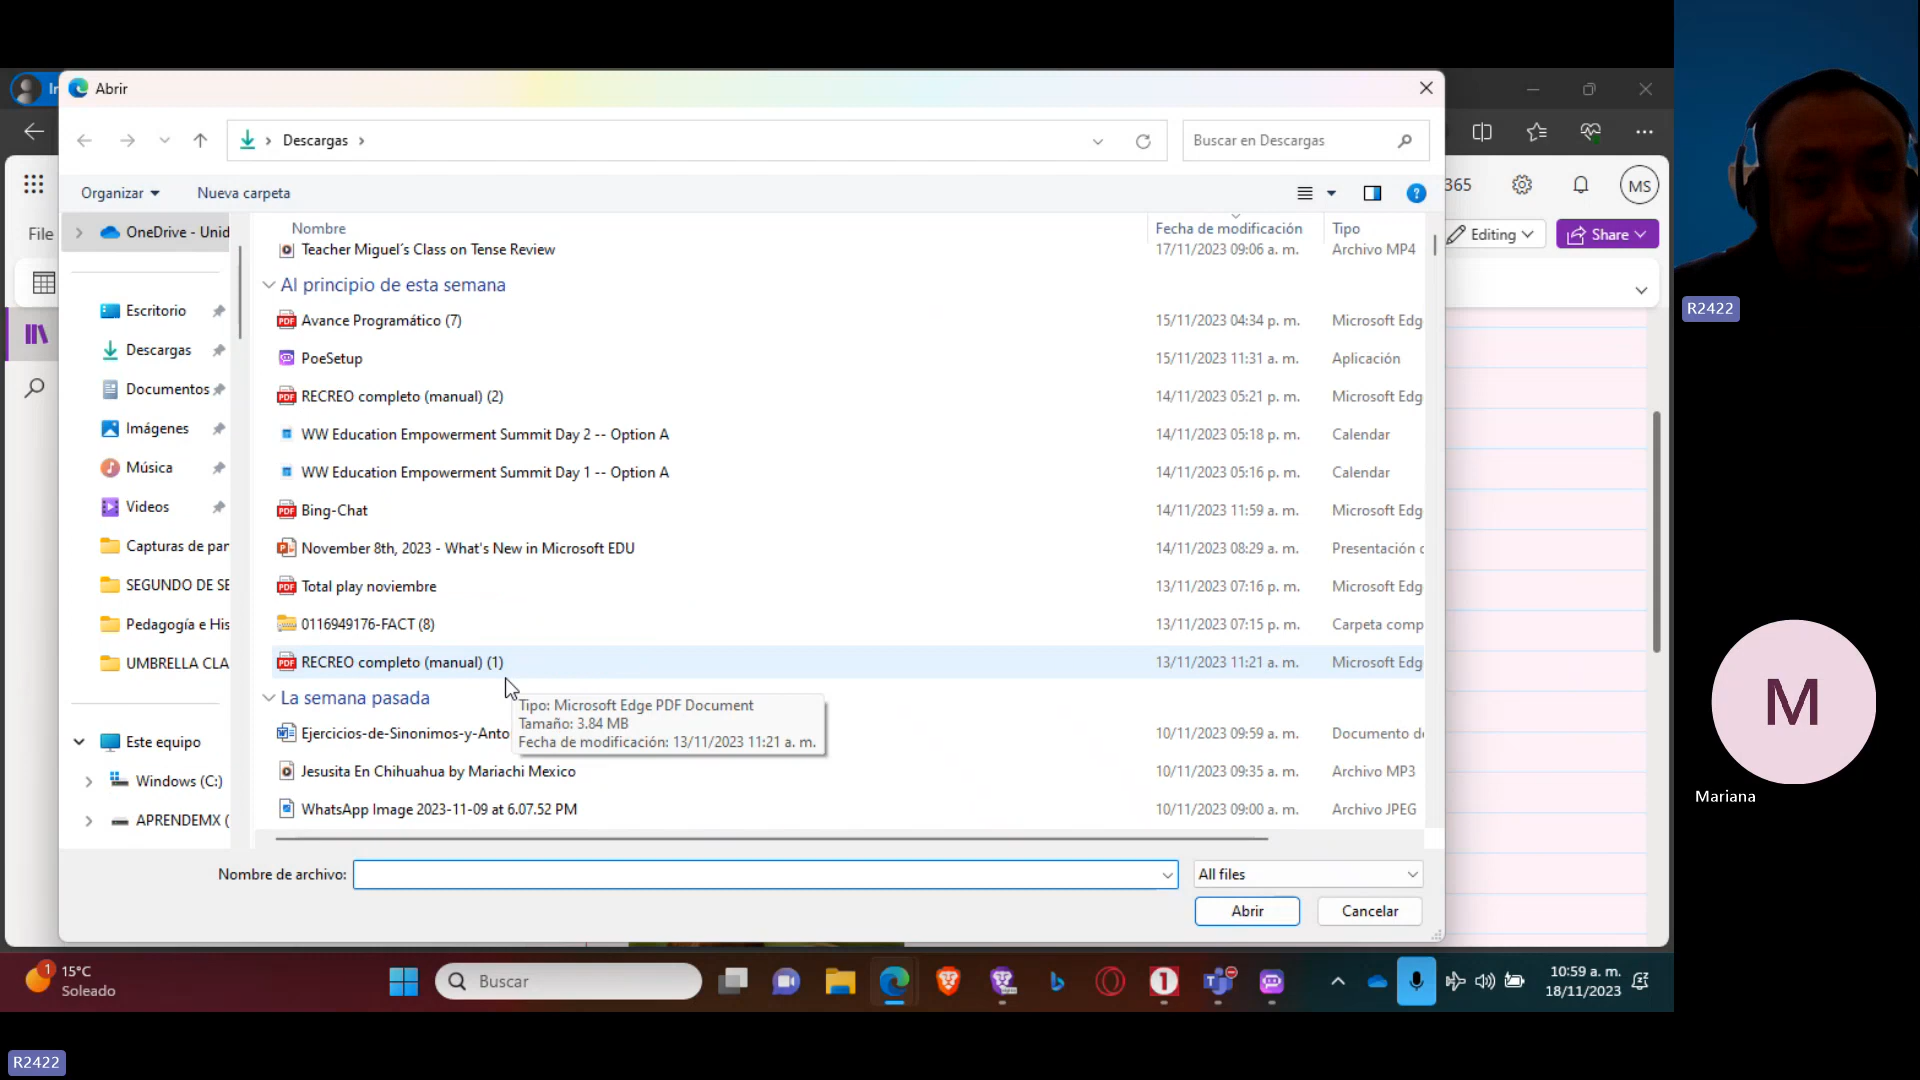 Abrir
Descargas
Buscar en Descargas
Organizar
Nueva carpeta
365
MS
File
Editing
Share
OneDrive - Unid
Escritorio
Descargas
Documentos
Imágenes
Música
Videos
Capturas de par
SEGUNDO DE SE
Pedagogía e His
UMBRELLA CLA
Este equipo
Windows (C:)
APRENDEMX (
Nombre Fecha de modificación Tipo
Teacher Miguel´s Class on Tense Review 17/11/2023 09:06 a. m. Archivo MP4
Al principio de esta semana
Avance Programático (7) 15/11/2023 04:34 p. m. Microsoft Edg
PoeSetup 15/11/2023 11:31 a. m. Aplicación
RECREO completo (manual) (2) 14/11/2023 05:21 p. m. Microsoft Edg
WW Education Empowerment Summit Day 2 -- Option A 14/11/2023 05:18 p. m. Calendar
WW Education Empowerment Summit Day 1 -- Option A 14/11/2023 05:16 p. m. Calendar
Bing-Chat 14/11/2023 11:59 a. m. Microsoft Edg
November 8th, 2023 - What's New in Microsoft EDU 14/11/2023 08:29 a. m. Presentación d
Total play noviembre 13/11/2023 07:16 p. m. Microsoft Edg
0116949176-FACT (8) 13/11/2023 07:15 p. m. Carpeta comp
RECREO completo (manual) (1) 13/11/2023 11:21 a. m. Microsoft Edg
La semana pasada
Tipo: Microsoft Edge PDF Document
Tamaño: 3.84 MB
Fecha de modificación: 13/11/2023 11:21 a. m.
Ejercicios-de-Sinonimos-y-Anto 10/11/2023 09:59 a. m. Documento de
Jesusita En Chihuahua by Mariachi Mexico 10/11/2023 09:35 a. m. Archivo MP3
WhatsApp Image 2023-11-09 at 6.07.52 PM 10/11/2023 09:00 a. m. Archivo JPEG
Nombre de archivo:
All files
Abrir
Cancelar
R2422
M
Mariana
1
15°C
Soleado
Buscar
10:59 a. m.
18/11/2023
R2422